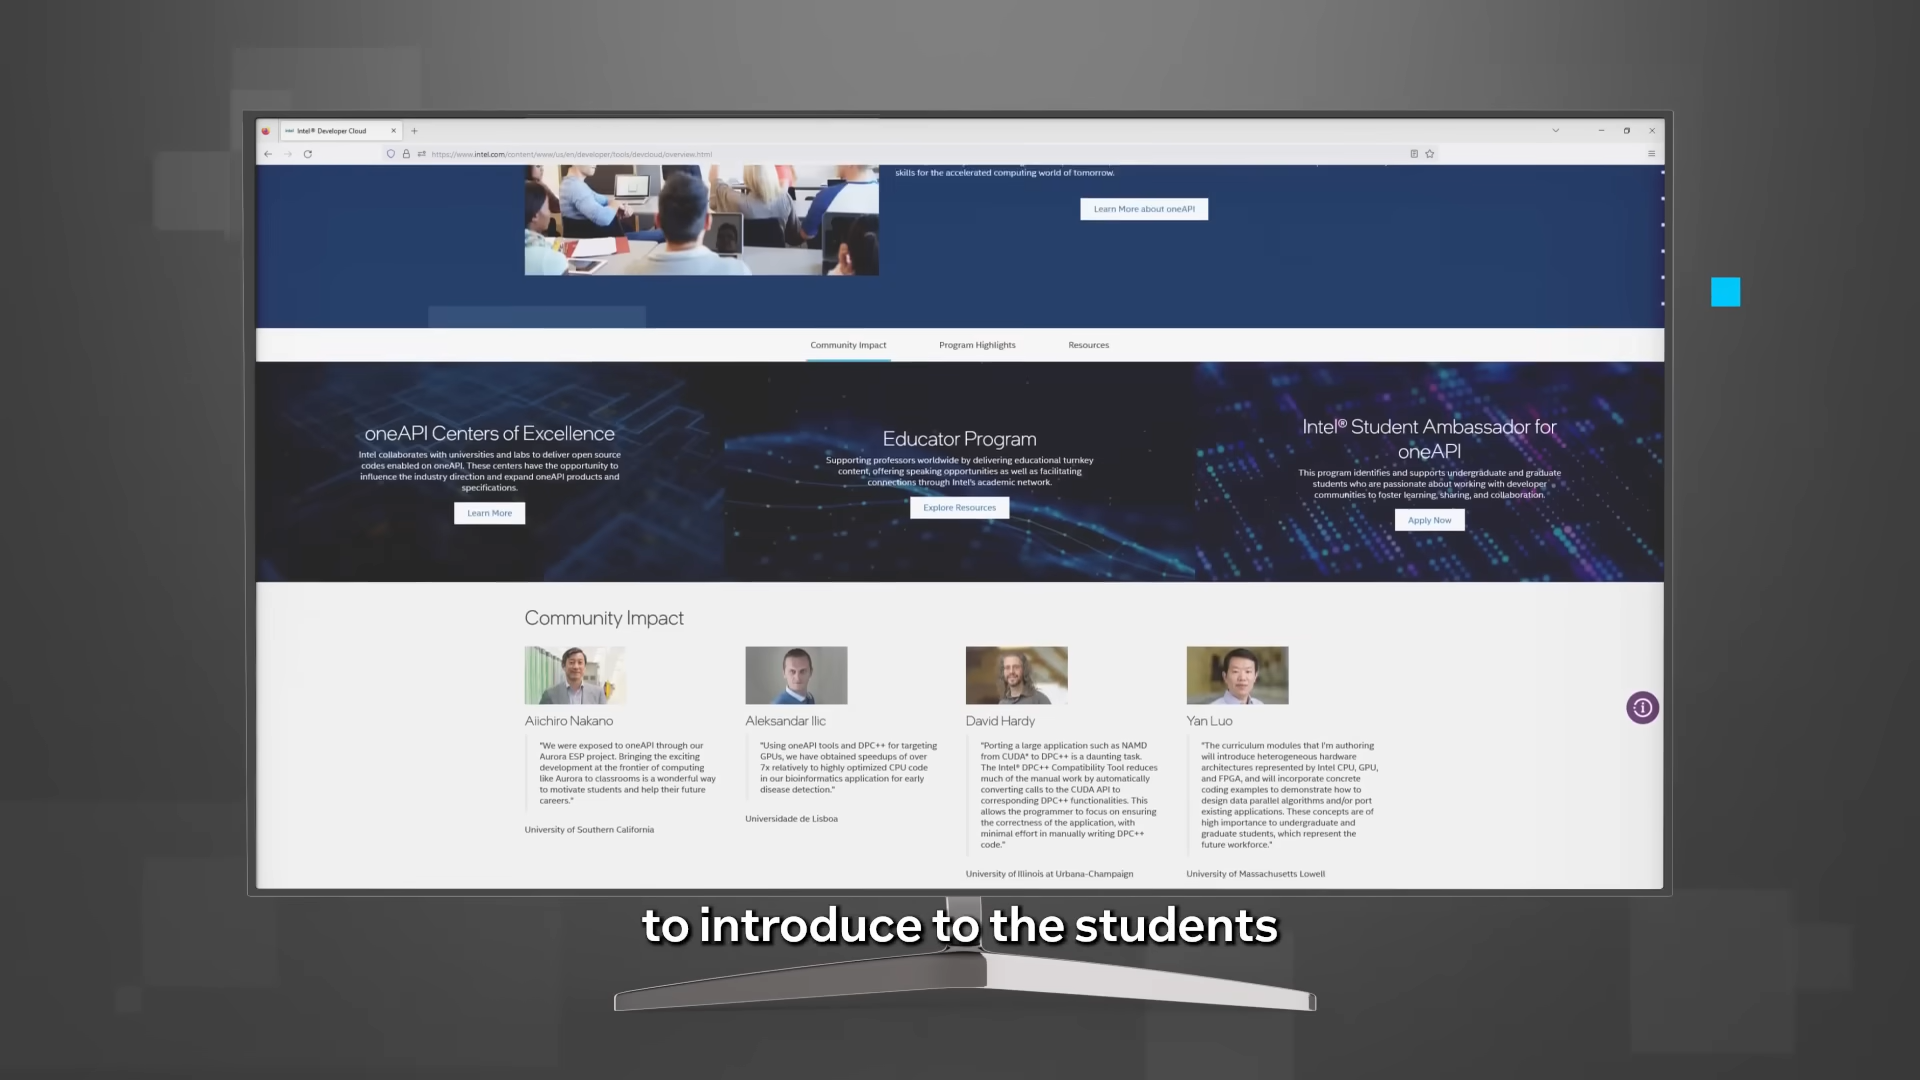 intel Intel® Developer Cloud
https://www.intel.com/content/www/us/en/developer/tools/devcloud/overview.html
skills for the accelerated computing world of tomorrow.
Learn More about oneAPI
Community Impact Program Highlights Resources
oneAPI Centers of Excellence
Intel collaborates with universities and labs to deliver open source
codes enabled on oneAPI. These centers have the opportunity to
influence the industry direction and expand oneAPI products and
specifications.
Learn More
Educator Program
Supporting professors worldwide by delivering educational turnkey
content, offering speaking opportunities as well as facilitating
connections through Intel's academic network.
Explore Resources
Intel® Student Ambassador for
oneAPI
This program identifies and supports undergraduate and graduate
students who are passionate about working with developer
communities to foster learning, sharing, and collaboration.
Apply Now
Community Impact
Aiichiro Nakano
"We were exposed to oneAPI through our
Aurora ESP project. Bringing the exciting
development at the frontier of computing
like Aurora to classrooms is a wonderful way
to motivate students and help their future
careers."
University of Southern California
Aleksandar Ilic
"Using oneAPI tools and DPC++ for targeting
GPUs, we have obtained speedups of over
7x relatively to highly optimized CPU code
in our bioinformatics application for early
disease detection."
Universidade de Lisboa
David Hardy
"Porting a large application such as NAMD
from CUDA* to DPC++ is a daunting task.
The Intel® DPC++ Compatibility Tool reduces
much of the manual work by automatically
converting calls to the CUDA API to
corresponding DPC++ functionalities. This
allows the programmer to focus on ensuring
the correctness of the application, with
minimal effort in manually writing DPC++
code."
University of Illinois at Urbana-Champaign
Yan Luo
"The curriculum modules that I'm authoring
will introduce heterogeneous hardware
architectures represented by Intel CPU, GPU,
and FPGA, and will incorporate concrete
coding examples to demonstrate how to
design data parallel algorithms and/or port
existing applications. These concepts are of
high importance to undergraduate and
graduate students, which represent the
future workforce."
University of Massachusetts Lowell
to introduce to the students